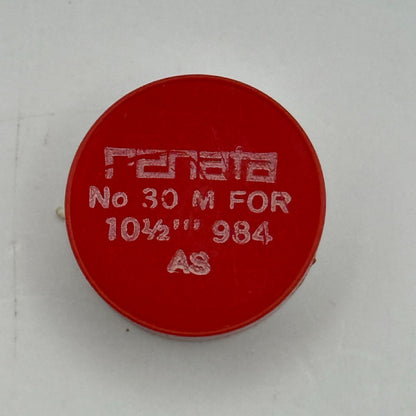 renata
No 30 M FOR
10½''' 984
AS